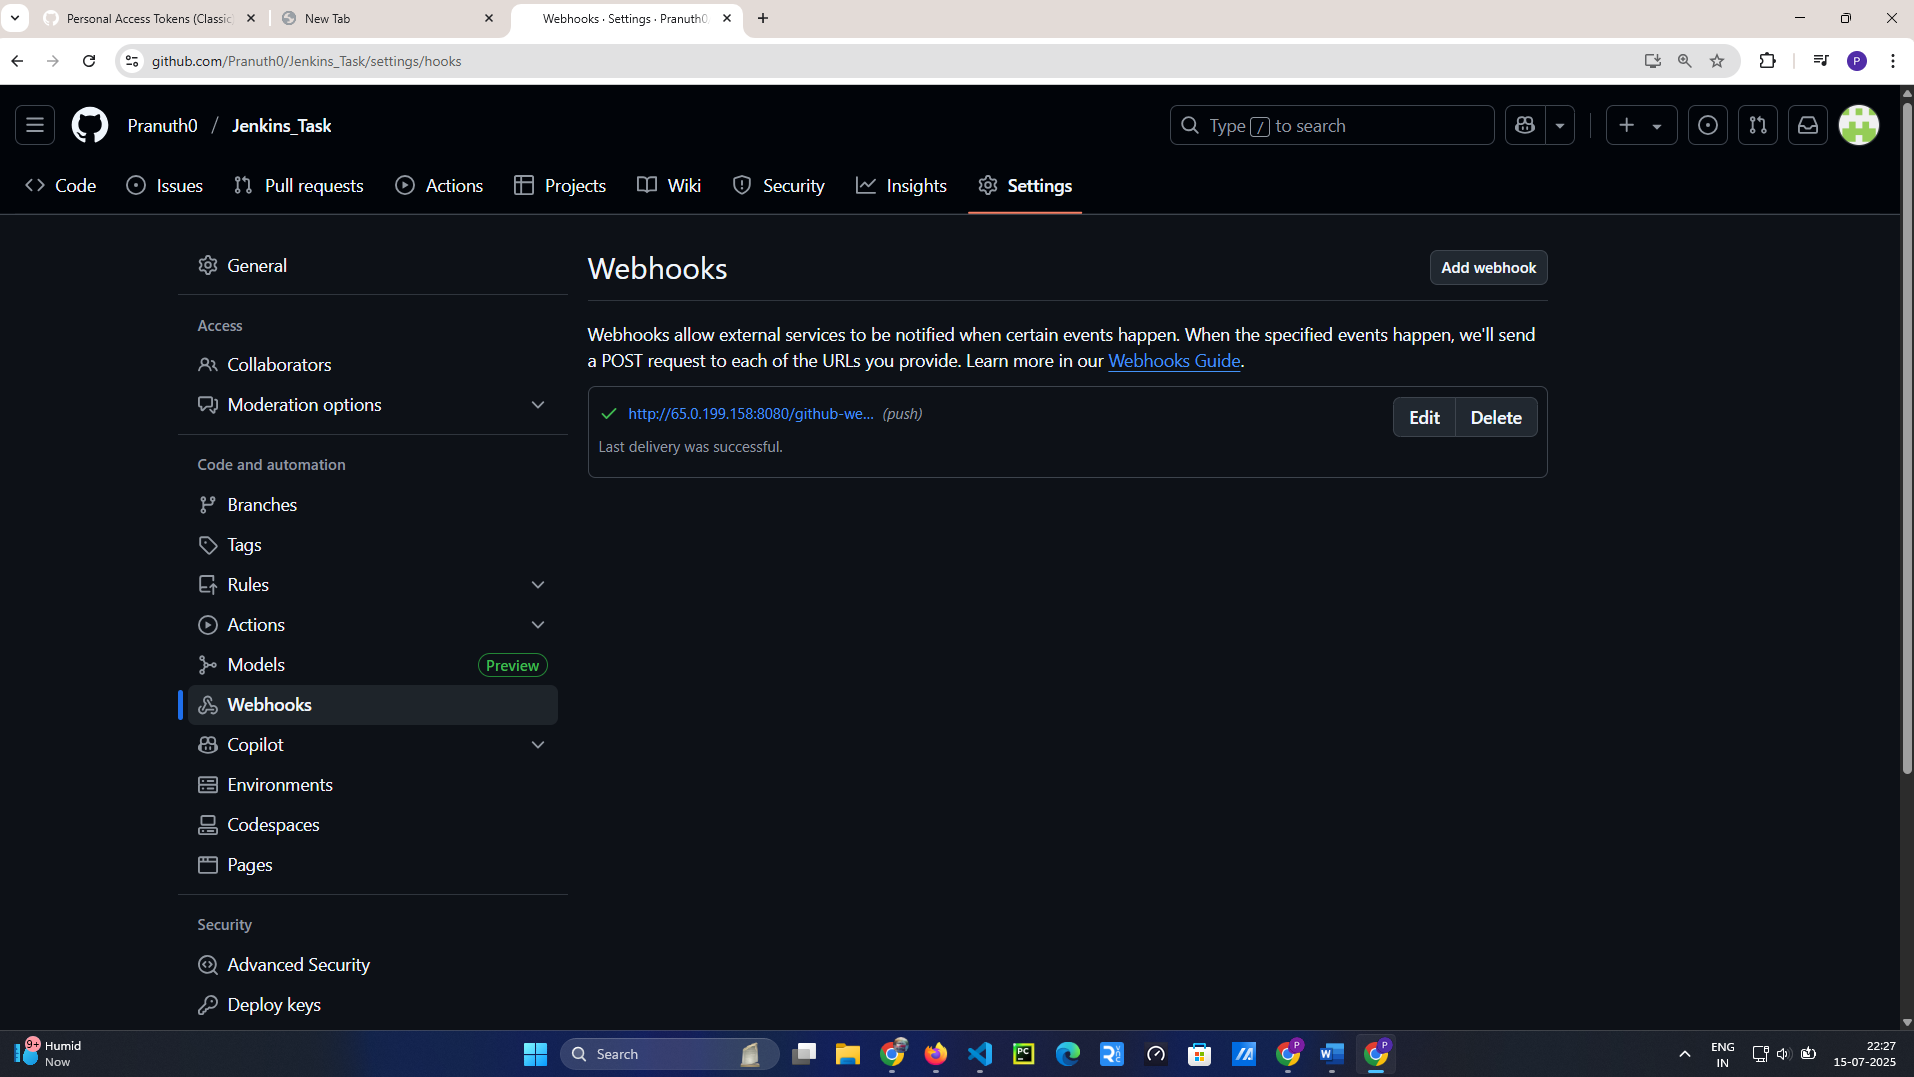 Personal Access Tokens (Classic)
New Tab
Webhooks · Settings · Pranuth0/
github.com/Pranuth0/Jenkins_Task/settings/hooks
P
Pranuth0 / Jenkins_Task
Type / to search
Code
Issues
Pull requests
Actions
Projects
Wiki
Security
Insights
Settings
General
Access
Collaborators
Moderation options
Code and automation
Branches
Tags
Rules
Actions
Models
Preview
Webhooks
Copilot
Environments
Codespaces
Pages
Security
Advanced Security
Deploy keys
Webhooks
Add webhook
Webhooks allow external services to be notified when certain events happen. When the specified events happen, we'll send
a POST request to each of the URLs you provide. Learn more in our Webhooks Guide.
http://65.0.199.158:8080/github-we... (push)
Edit
Delete
Last delivery was successful.
9+
Humid
Now
Search
PC
P
W
P
ENG
IN
22:27
15-07-2025